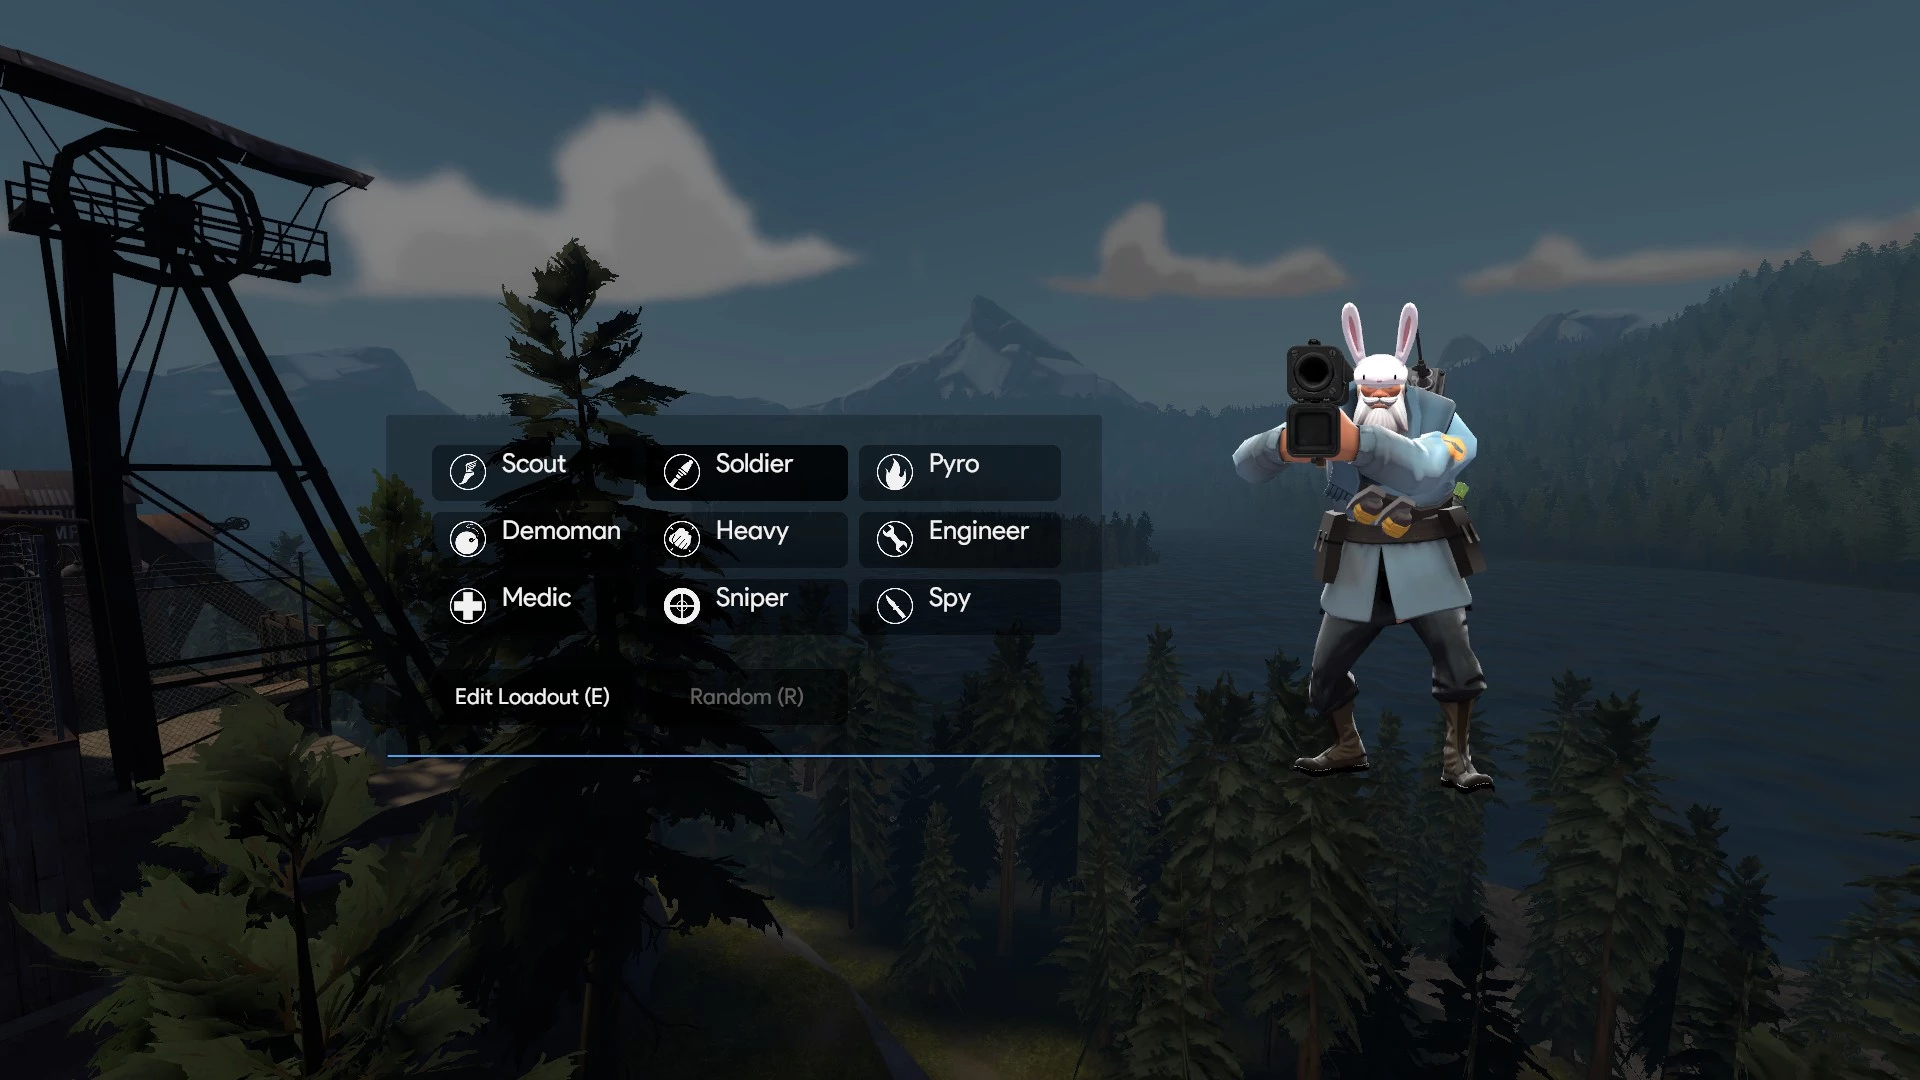 Scout
Soldier
Pyro
Demoman
Heavy
Engineer
Medic
Sniper
Spy
Edit Loadout (E)
Random (R)